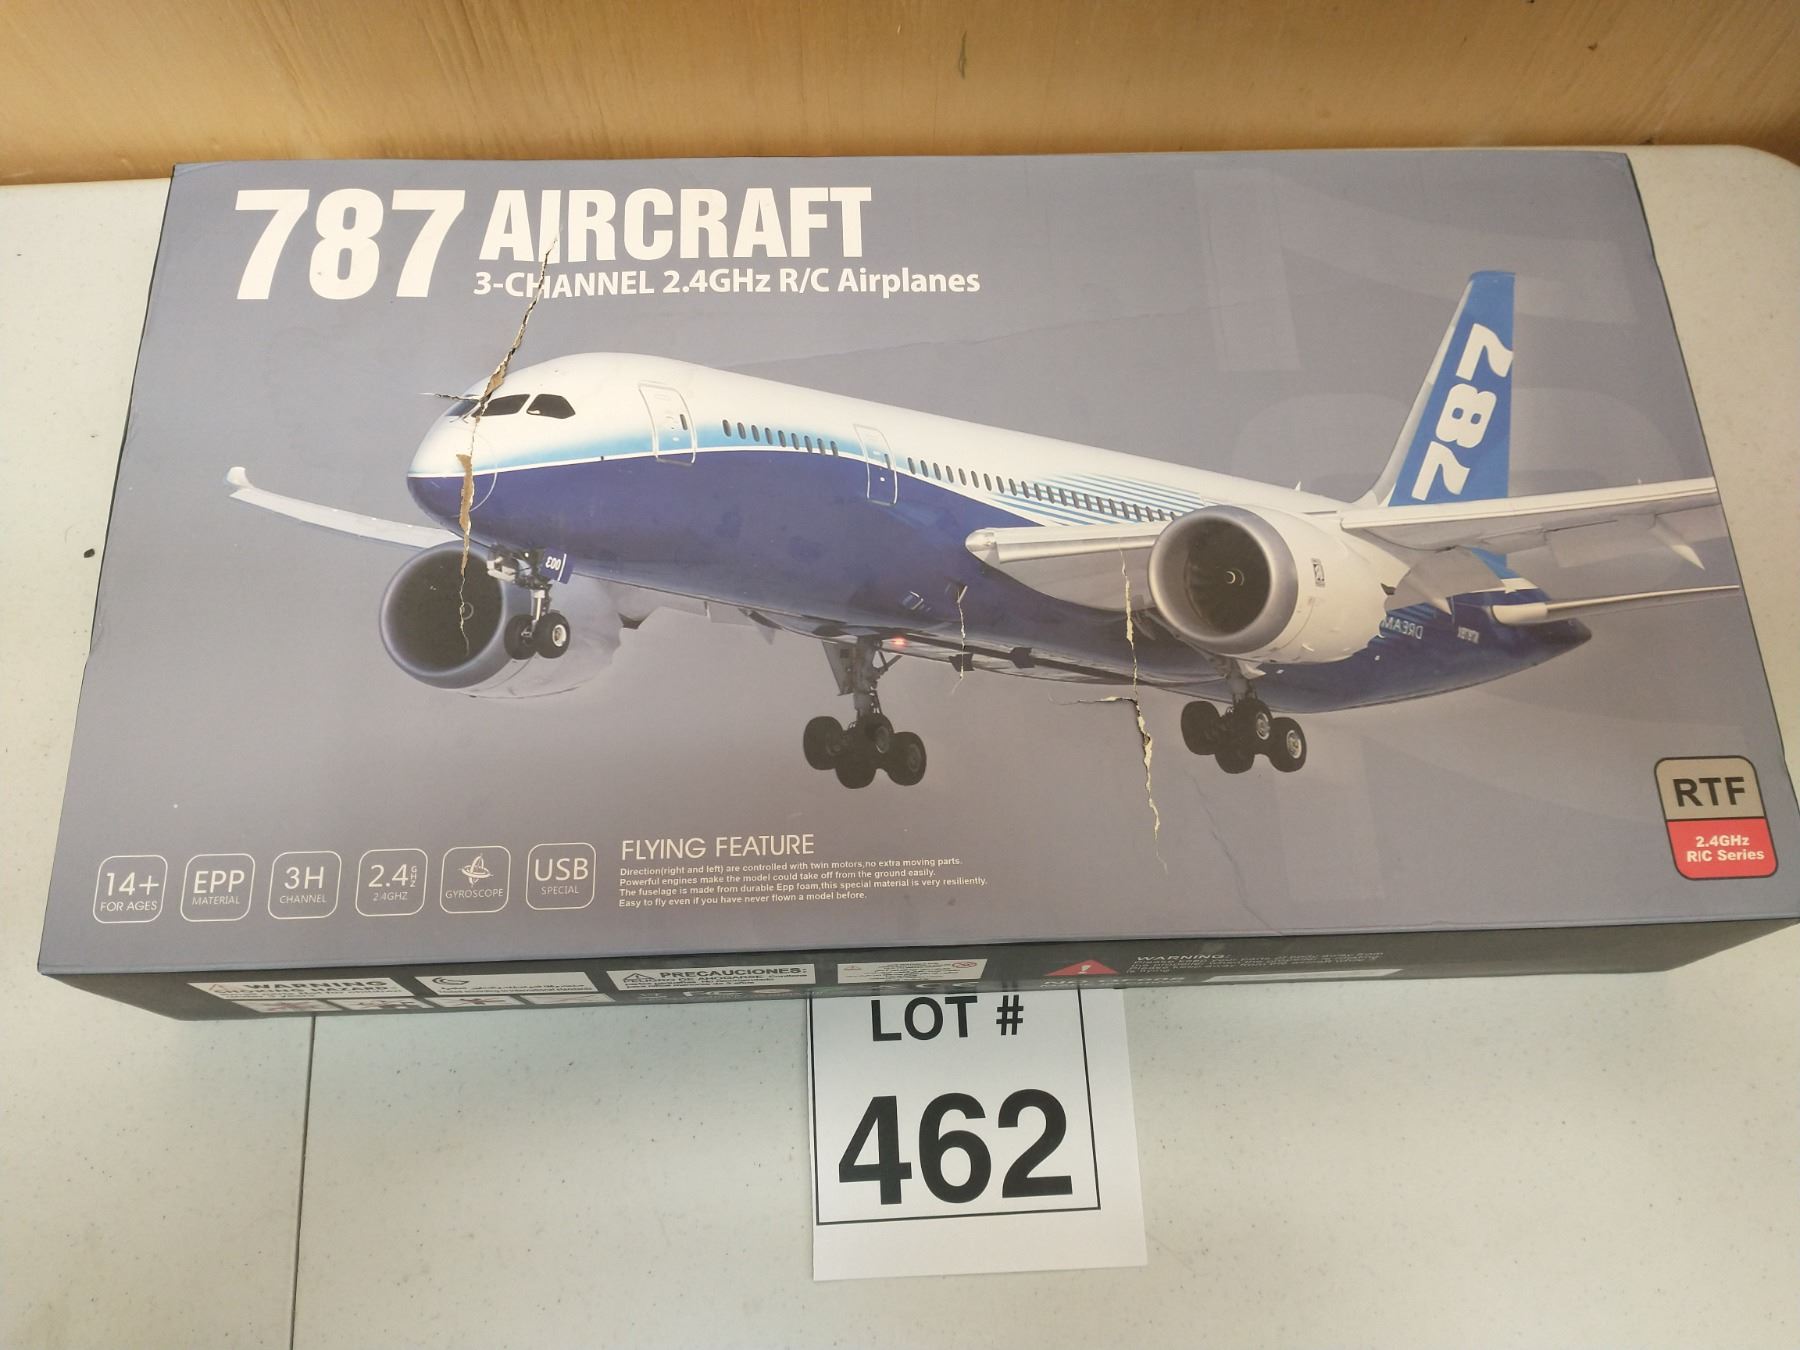 787 AIRCRAFT
3-CHANNEL 2.4GHz R/C Airplanes
787
003
DREAM
14+
FOR AGES
EPP
MATERIAL
3H
CHANNEL
2.4GHZ
2.4GHZ
GYROSCOPE
USB
SPECIAL
FLYING FEATURE
Direction(right and left) are controlled with twin motors,no extra moving parts.
Powerful engines make the model could take off from the ground easily.
The fuselage is made from durable Epp foam,this special material is very resiliently.
Easy to fly even if you have never flown a model before.
RTF
2.4GHz
R/C Series
WARNING
PRECAUCIONES:
WARNING:
LOT #
462